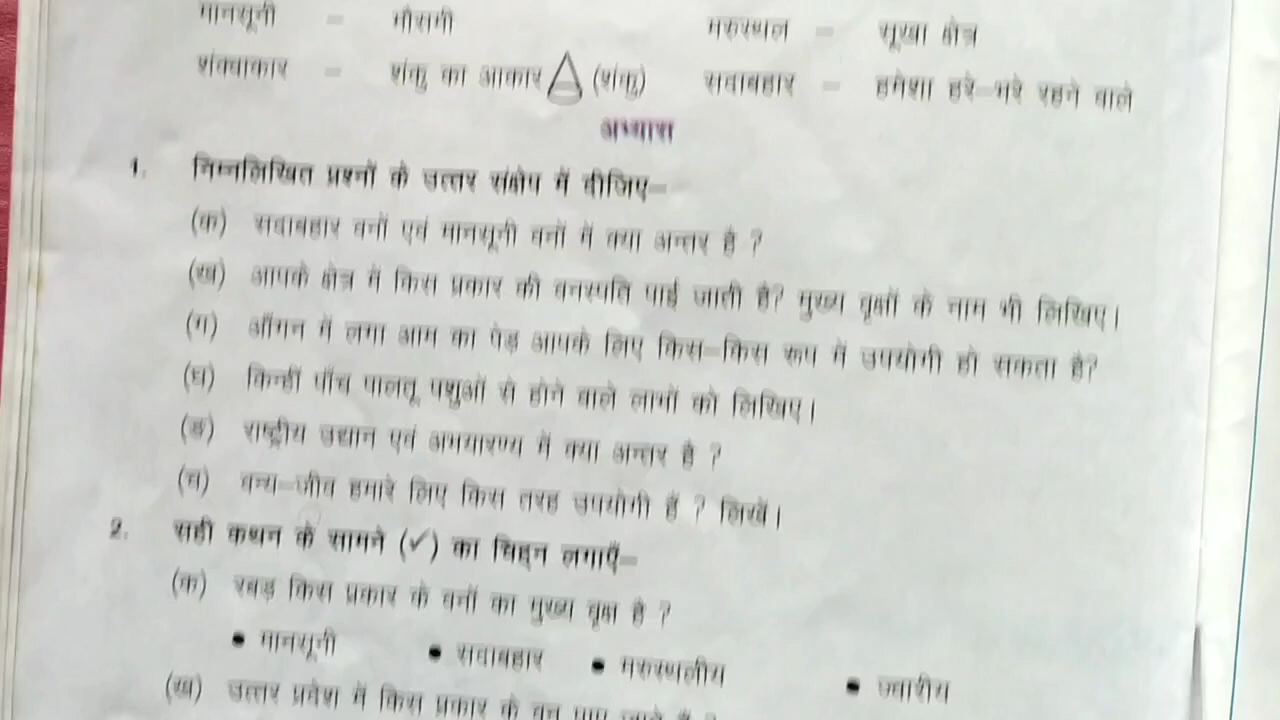 मानसूनी = मौसमी मरुस्थल = सूखा क्षेत्र
शंक्वाकार = शंकु का आकार (शंकु) सदाबहार = हमेशा हरे-भरे रहने वाले
अभ्यास
1. निम्नलिखित प्रश्नों के उत्तर संक्षेप में दीजिए-
(क) सदाबहार वनों एवं मानसूनी वनों में क्या अन्तर है ?
(ख) आपके क्षेत्र में किस प्रकार की वनस्पति पाई जाती है? मुख्य वृक्षों के नाम भी लिखिए।
(ग) आँगन में लगा आम का पेड़ आपके लिए किस-किस रूप में उपयोगी हो सकता है?
(घ) किन्हीं पाँच पालतू पशुओं से होने वाले लाभों को लिखिए।
(ङ) राष्ट्रीय उद्यान एवं अभयारण्य में क्या अन्तर है ?
(च) वन्य-जीव हमारे लिए किस तरह उपयोगी हैं ? लिखें।
2. सही कथन के सामने (✓) का चिह्न लगाएँ-
(क) रबड़ किस प्रकार के वनों का मुख्य वृक्ष है ?
• मानसूनी • सदाबहार • मरुस्थलीय • ज्वारीय
(ख) उत्तर प्रदेश में किस प्रकार के वन पाए जाते हैं ?